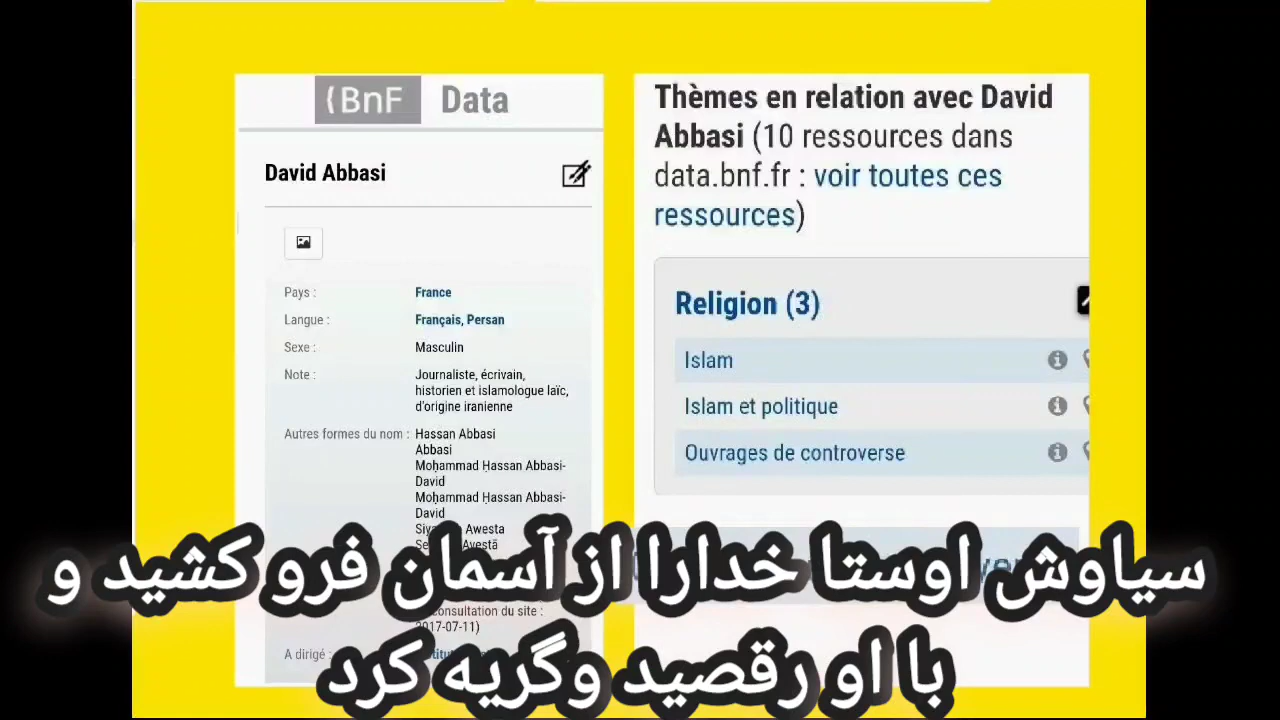 BnF Data
David Abbasi
Pays : France
Langue : Français, Persan
Sexe : Masculin
Note : Journaliste, écrivain,
historien et islamologue laïc,
d'origine iranienne
Autres formes du nom : Hassan Abbasi
Abbasi
Moḥammad Ḥassan Abbasi-
David
Moḥammad Ḥassan Abbasi-
David
Awesta
consultation du site :
2017-07-11)
A dirigé :
Thèmes en relation avec David
Abbasi (10 ressources dans
data.bnf.fr : voir toutes ces
ressources)
Religion (3)
Islam
Islam et politique
Ouvrages de controverse
سیاوش اوستا خدارا از آسمان فرو کشید و
با او رقصید وگریه کرد